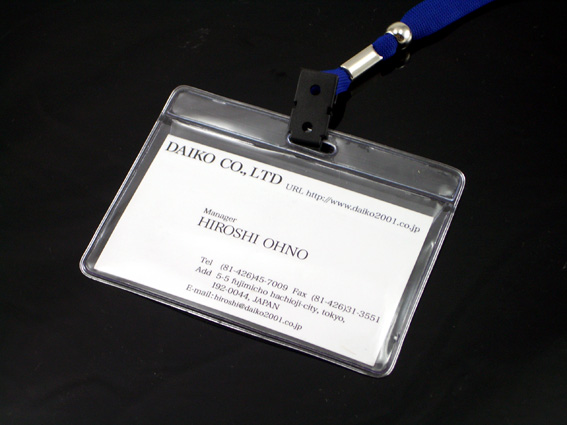 DAIKO CO., LTD URL http://www.daiko2001.co.jp
Manager
HIROSHI OHNO
Tel (81-426)45-7009 Fax (81-426)31-3551
Add 5-5 fujimicho hachioji-city, tokyo,
192-0044, JAPAN
E-mail:hiroshi@daiko2001.co.jp